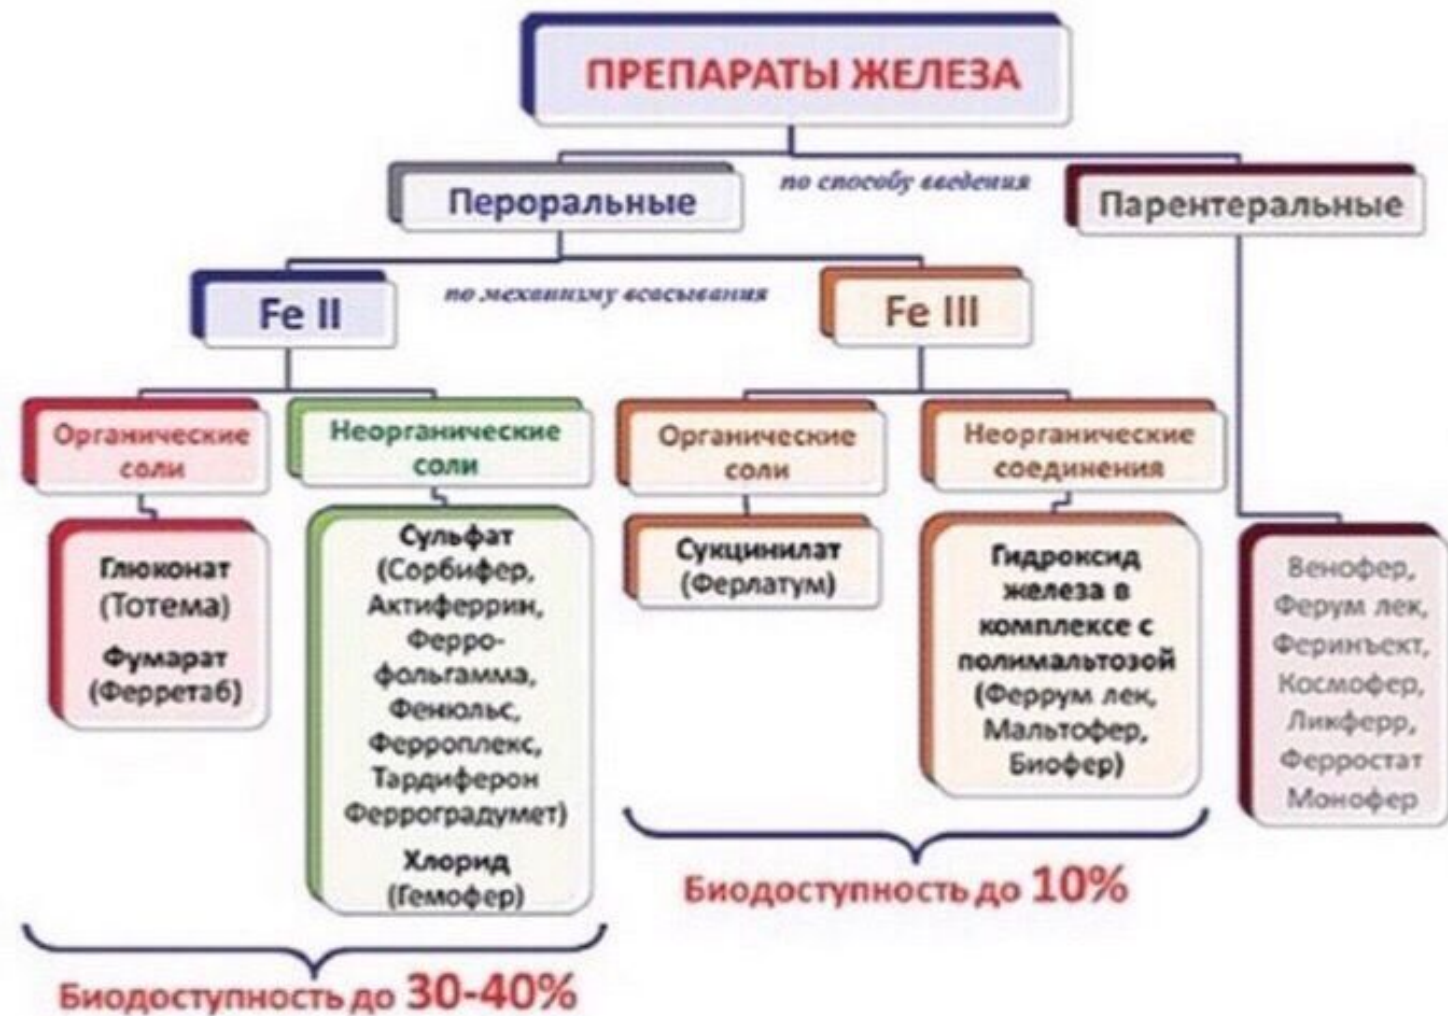 ПРЕПАРАТЫ ЖЕЛЕЗА
по способу введения
Пероральные
Парентеральные
по механизму всасывания
Fe II
Fe III
Органические
соли
Неорганические
соли
Органические
соли
Неорганические
соединения
Глюконат
(Тотема)
Фумарат
(Ферретаб)
Сульфат
(Сорбифер,
Актиферрин,
Ферро-
фольгамма,
Фенюльс,
Ферроплекс,
Тардиферон
Ферроградумет)
Хлорид
(Гемофер)
Сукцинилат
(Ферлатум)
Гидроксид
железа в
комплексе с
полимальтозой
(Феррум лек,
Мальтофер,
Биофер)
Венофер,
Ферум лек,
Феринъект,
Космофер,
Ликферр,
Ферростат
Монофер
Биодоступность до 10%
Биодоступность до 30-40%